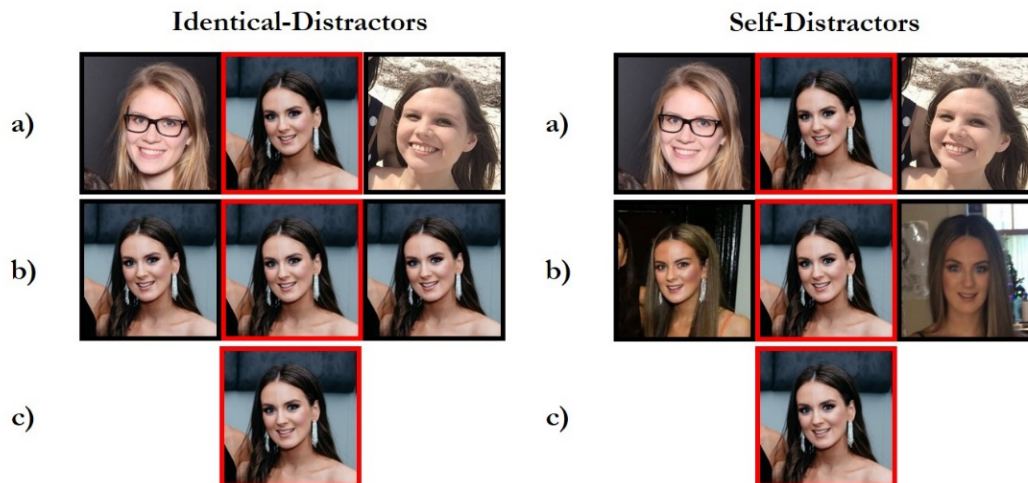 Identical-Distractors
a)
b)
c)
Self-Distractors
a)
b)
c)